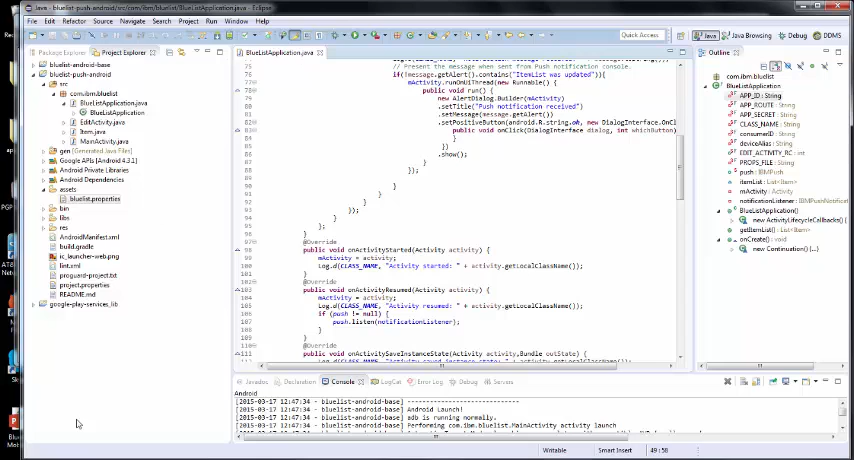 Java - bluelist-push-android/src/com/ibm/bluelist/BlueListApplication.java - Eclipse
File Edit Refactor Source Navigate Search Project Run Window Help
Quick Access Java Java Browsing Debug DDMS
Package Explorer Project Explorer
bluelist-android-base
bluelist-push-android
src
com.ibm.bluelist
BlueListApplication.java
BlueListApplication
EditActivity.java
Item.java
MainActivity.java
gen [Generated Java Files]
Google APIs [Android 4.3.1]
Android Private Libraries
Android Dependencies
assets
bluelist.properties
bin
libs
res
AndroidManifest.xml
build.gradle
ic_launcher-web.png
lint.xml
proguard-project.txt
project.properties
README.md
google-play-services_lib
BlueListApplication.java
// Present the message when sent from Push notification console.
if(!message.getAlert().contains("ItemList was updated")){
mActivity.runOnUiThread(new Runnable() {
public void run() {
new AlertDialog.Builder(mActivity)
.setTitle("Push notification received")
.setMessage(message.getAlert())
.setPositiveButton(android.R.string.ok, new DialogInterface.OnCli
public void onClick(DialogInterface dialog, int whichButton)
}
})
.show();
}
});
}
}
}
});
}
};
}
@Override
public void onActivityStarted(Activity activity) {
mActivity = activity;
Log.d(CLASS_NAME, "Activity started: " + activity.getLocalClassName());
}
@Override
public void onActivityResumed(Activity activity) {
mActivity = activity;
Log.d(CLASS_NAME, "Activity resumed: " + activity.getLocalClassName());
if (push != null) {
push.listen(notificationListener);
}
}
@Override
public void onActivitySaveInstanceState(Activity activity,Bundle outState) {
Outline
com.ibm.bluelist
BlueListApplication
APP_ID : String
APP_ROUTE : String
APP_SECRET : String
CLASS_NAME : String
consumerID : String
deviceAlias : String
EDIT_ACTIVITY_RC : int
PROPS_FILE : String
push : IBMPush
itemList : List<Item>
mActivity : Activity
notificationListener : IBMPushNotific
BlueListApplication()
new ActivityLifecycleCallbacks() {
getItemList() : List<Item>
onCreate() : void
new Continuation() {...}
Javadoc Declaration Console LogCat Error Log Debug Servers
Android
[2015-03-17 12:47:34 - bluelist-android-base] ------------------------------
[2015-03-17 12:47:34 - bluelist-android-base] Android Launch!
[2015-03-17 12:47:34 - bluelist-android-base] adb is running normally.
[2015-03-17 12:47:34 - bluelist-android-base] Performing com.ibm.bluelist.MainActivity activity launch
Writable Smart Insert 49 : 58